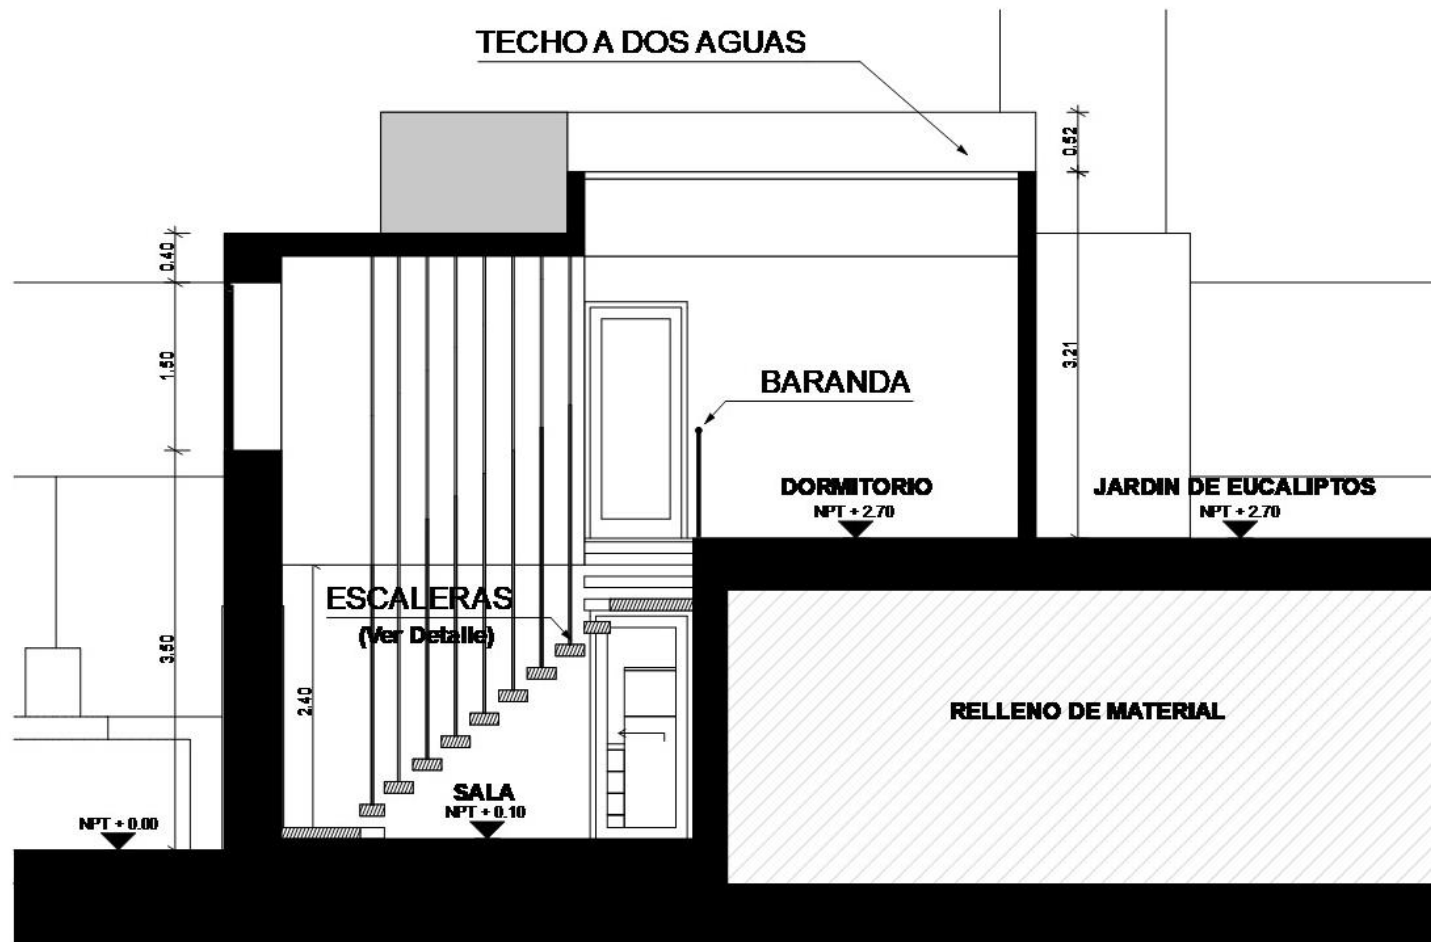 TECHO A DOS AGUAS
0.52
0.40
1.50
3.21
BARANDA
DORMITORIO
NPT + 2.70
JARDIN DE EUCALIPTOS
NPT + 2.70
ESCALERAS
(Ver Detalle)
3.50
2.40
RELLENO DE MATERIAL
SALA
NPT + 0.10
NPT + 0.00